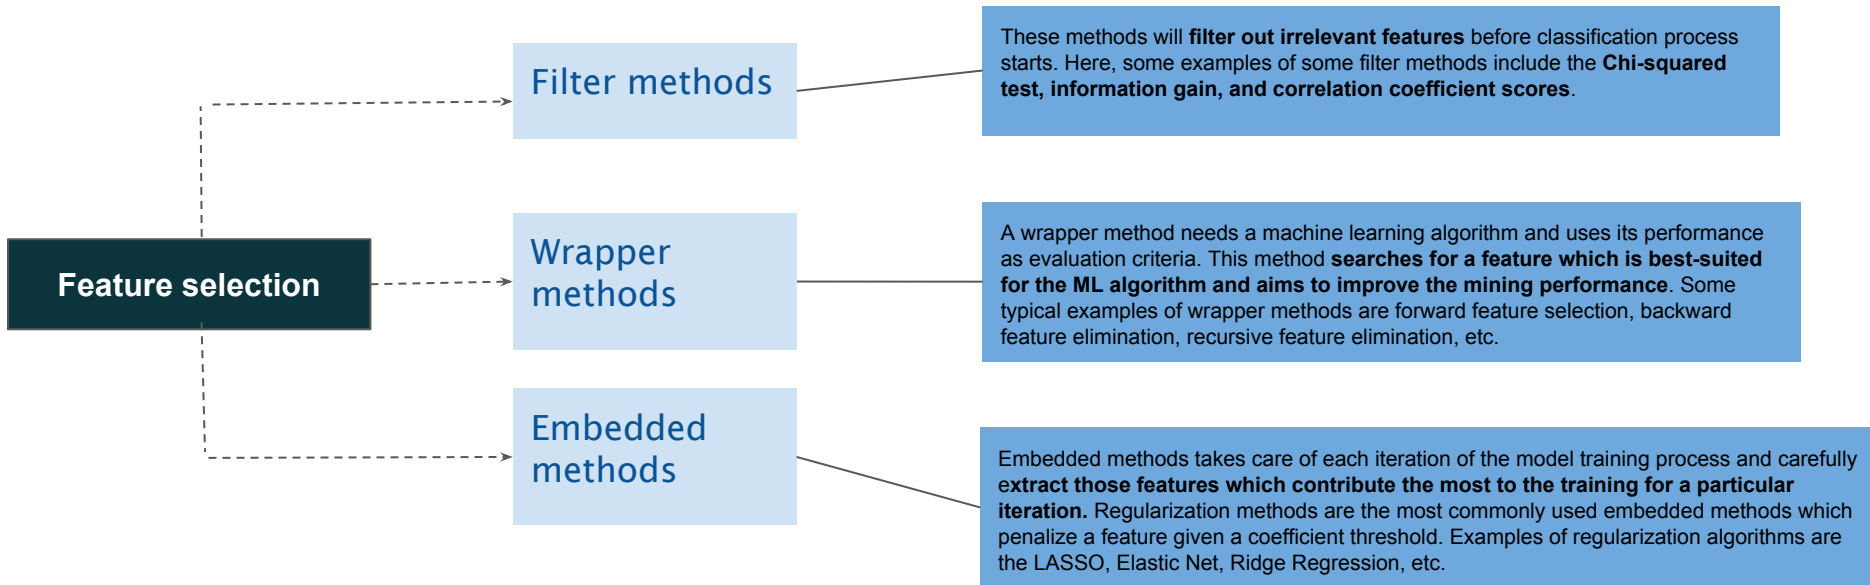 Feature selection
Filter methods
These methods will filter out irrelevant features before classification process
starts. Here, some examples of some filter methods include the Chi-squared
test, information gain, and correlation coefficient scores.
Wrapper
methods
A wrapper method needs a machine learning algorithm and uses its performance
as evaluation criteria. This method searches for a feature which is best-suited
for the ML algorithm and aims to improve the mining performance. Some
typical examples of wrapper methods are forward feature selection, backward
feature elimination, recursive feature elimination, etc.
Embedded
methods
Embedded methods takes care of each iteration of the model training process and carefully
extract those features which contribute the most to the training for a particular
iteration. Regularization methods are the most commonly used embedded methods which
penalize a feature given a coefficient threshold. Examples of regularization algorithms are
the LASSO, Elastic Net, Ridge Regression, etc.